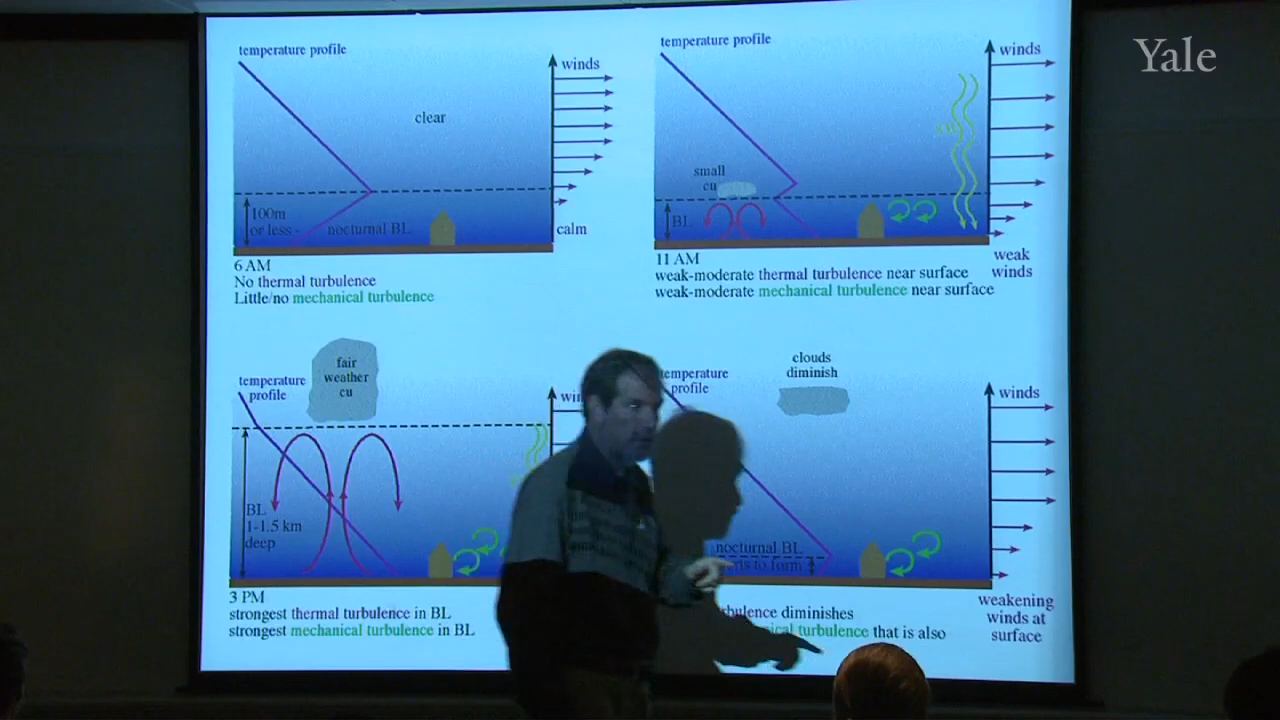 Yale
temperature profile
winds
clear
100m
or less
nocturnal BL
calm
6 AM
No thermal turbulence
Little/no mechanical turbulence
temperature profile
winds
small
cu
BL
weak
winds
11 AM
weak-moderate thermal turbulence near surface
weak-moderate mechanical turbulence near surface
fair
weather
cu
temperature
profile
BL
1-1.5 km
deep
3 PM
strongest thermal turbulence in BL
strongest mechanical turbulence in BL
temperature
profile
clouds
diminish
winds
nocturnal BL
to form
diminishes
turbulence that is also
weakening
winds at
surface